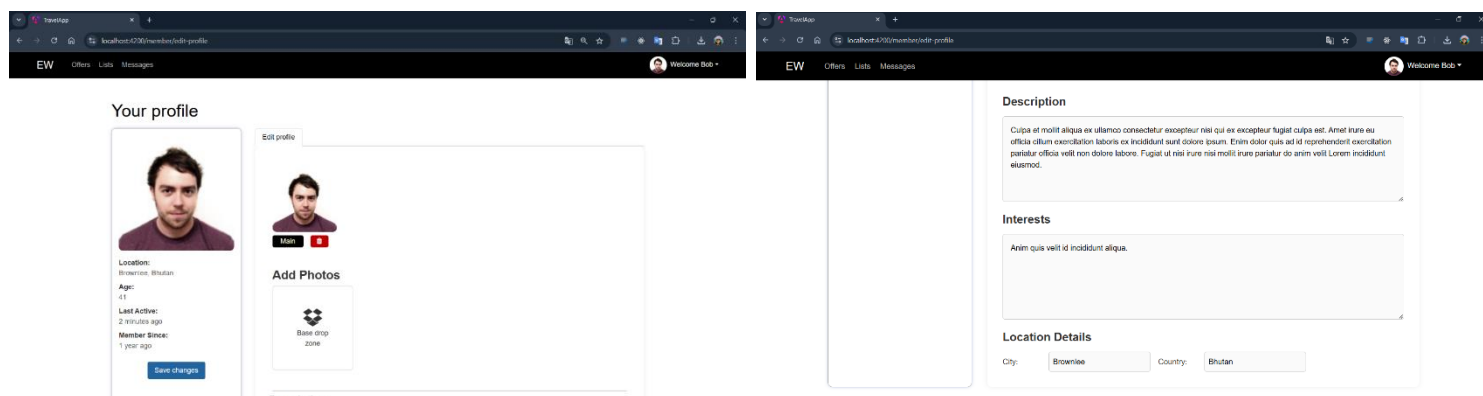 TravelApp
localhost:4200/member/edit-profile
EW Offers Lists Messages Welcome Bob
Your profile
Location:
Brownlee, Bhutan
Age:
41
Last Active:
2 minutes ago
Member Since:
1 year ago
Save changes
Edit profile
Main
Add Photos
Base drop
zone
TravelApp
localhost:4200/member/edit-profile
EW Offers Lists Messages Welcome Bob
Description
Culpa et mollit aliqua ex ullamco consectetur excepteur nisi qui ex excepteur fugiat culpa est. Amet irure eu
officia cillum exercitation laboris ex incididunt sunt dolore ipsum. Enim dolor quis ad id reprehenderit exercitation
pariatur officia velit non dolore labore. Fugiat ut nisi irure nisi mollit irure pariatur do anim velit Lorem incididunt
eiusmod.
Interests
Anim quis velit id incididunt aliqua.
Location Details
City: Brownlee Country: Bhutan